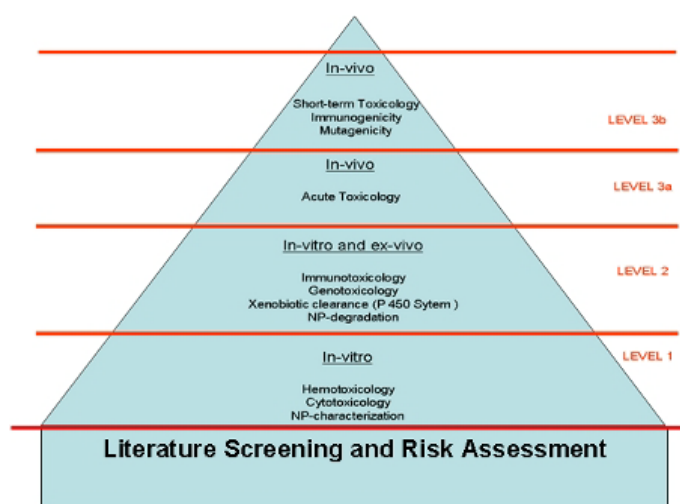 In-vivo
Short-term Toxicology
Immunogenicity
Mutagenicity
LEVEL 3b
In-vivo
Acute Toxicology
LEVEL 3a
In-vitro and ex-vivo
Immunotoxicology
Genotoxicology
Xenobiotic clearance (P 450 Sytem )
NP-degradation
LEVEL 2
In-vitro
Hemotoxicology
Cytotoxicology
NP-characterization
LEVEL 1
Literature Screening and Risk Assessment